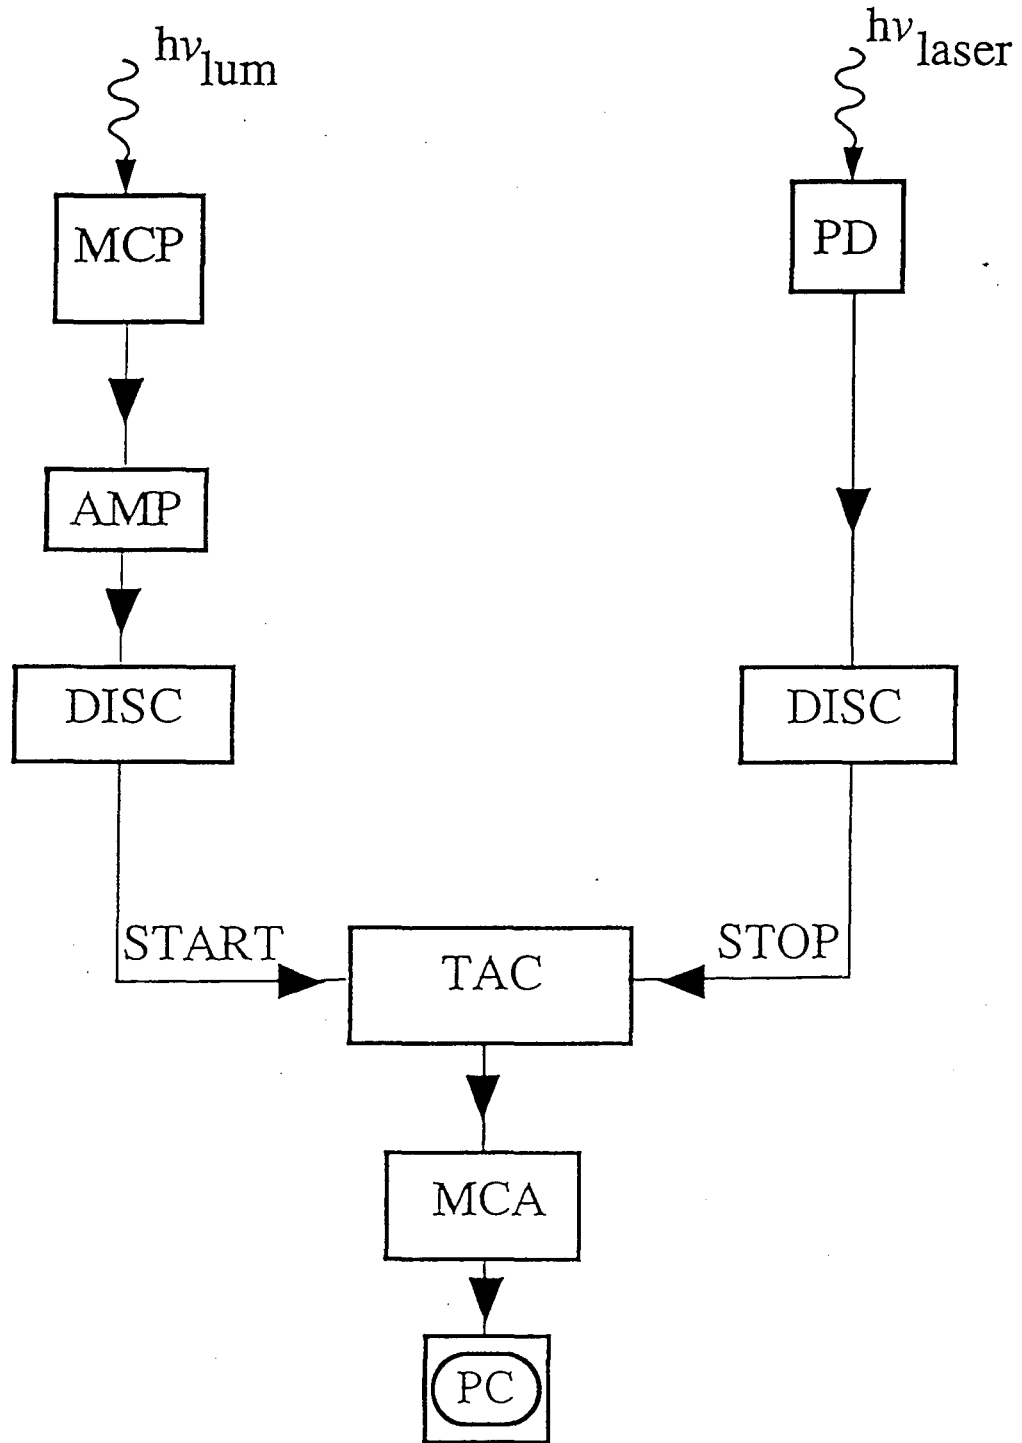 hνlum
hνlaser
MCP
PD
AMP
DISC
DISC
START
STOP
TAC
MCA
PC